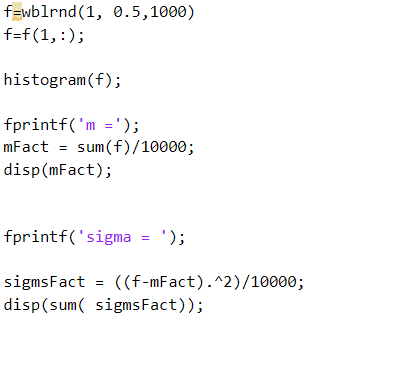 f=wblrnd(1, 0.5,1000)
f=f(1,:);
histogram(f);
fprintf('m =');
mFact = sum(f)/10000;
disp(mFact);
fprintf('sigma = ');
sigmsFact = ((f-mFact).^2)/10000;
disp(sum( sigmsFact));